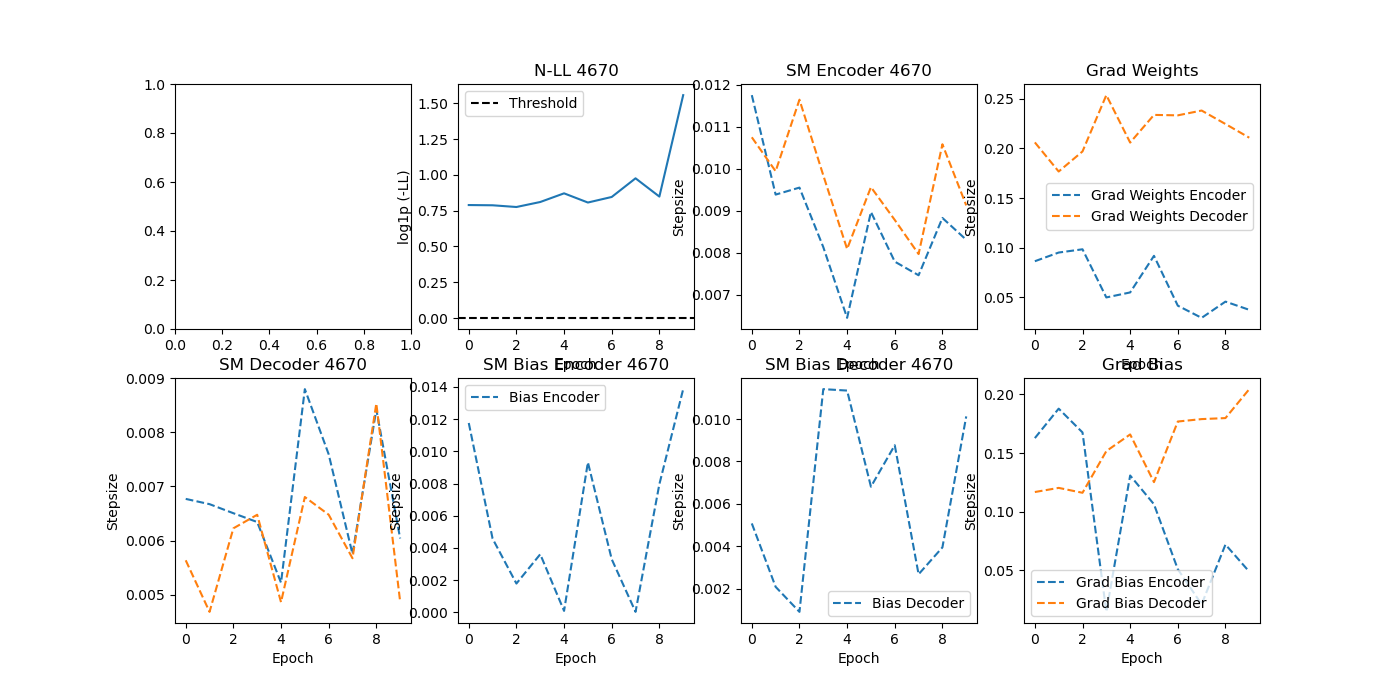 N-LL 4670
SM Encoder 4670
Grad Weights
1.0
0.8
0.6
0.4
0.2
0.0
0.0 0.2 0.4 0.6 0.8 1.0
log1p (-LL)
1.50
1.25
1.00
0.75
0.50
0.25
0.00
Threshold
0 2 4 6 8
Epoch
Stepsize
0.012
0.011
0.010
0.009
0.008
0.007
0 2 4 6 8
Epoch
Stepsize
0.25
0.20
0.15
0.10
0.05
Grad Weights Encoder
Grad Weights Decoder
0 2 4 6 8
Epoch
SM Decoder 4670
SM Bias Encoder 4670
SM Bias Decoder 4670
Grad Bias
Stepsize
0.009
0.008
0.007
0.006
0.005
0 2 4 6 8
Epoch
Stepsize
0.014
0.012
0.010
0.008
0.006
0.004
0.002
0.000
Bias Encoder
0 2 4 6 8
Epoch
Stepsize
0.010
0.008
0.006
0.004
0.002
Bias Decoder
0 2 4 6 8
Epoch
Stepsize
0.20
0.15
0.10
0.05
Grad Bias Encoder
Grad Bias Decoder
0 2 4 6 8
Epoch